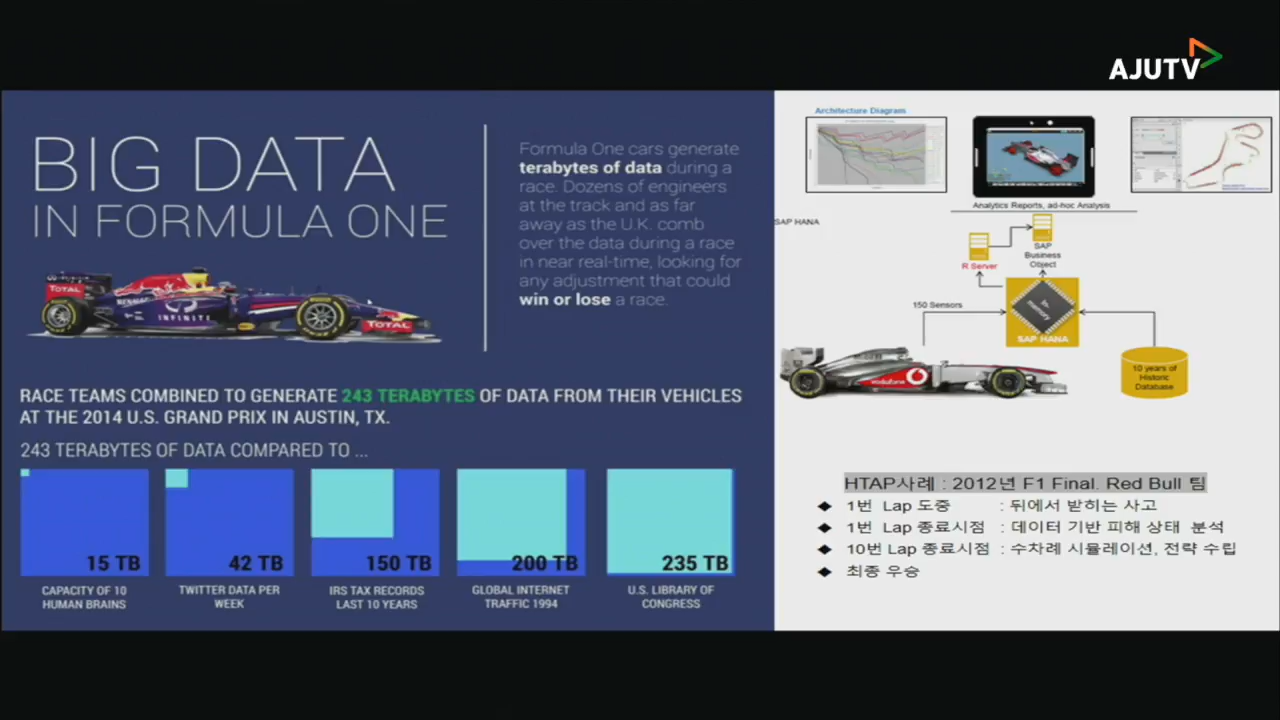 AJUTV
BIG DATA
IN FORMULA ONE
TOTAL
RENAULT
INFINITI
TOTAL
Formula One cars generate
terabytes of data during a
race. Dozens of engineers
at the track and as far
away as the U.K. comb
over the data during a race
in near real-time, looking for
any adjustment that could
win or lose a race.
RACE TEAMS COMBINED TO GENERATE 243 TERABYTES OF DATA FROM THEIR VEHICLES
AT THE 2014 U.S. GRAND PRIX IN AUSTIN, TX.
243 TERABYTES OF DATA COMPARED TO ...
15 TB
CAPACITY OF 10
HUMAN BRAINS
42 TB
TWITTER DATA PER
WEEK
150 TB
IRS TAX RECORDS
LAST 10 YEARS
200 TB
GLOBAL INTERNET
TRAFFIC 1994
235 TB
U.S. LIBRARY OF
CONGRESS
Architecture Diagram
Analytics Reports, ad-hoc Analysis
SAP HANA
R Server
SAP
Business
Object
150 Sensors
In-
memory
SAP HANA
vodafone
10 years of
Historic
Database
HTAP사례 : 2012년 F1 Final. Red Bull 팀
◆ 1번 Lap 도중 : 뒤에서 받히는 사고
◆ 1번 Lap 종료시점 : 데이터 기반 피해 상태 분석
◆ 10번 Lap 종료시점 : 수차례 시뮬레이션, 전략 수립
◆ 최종 우승